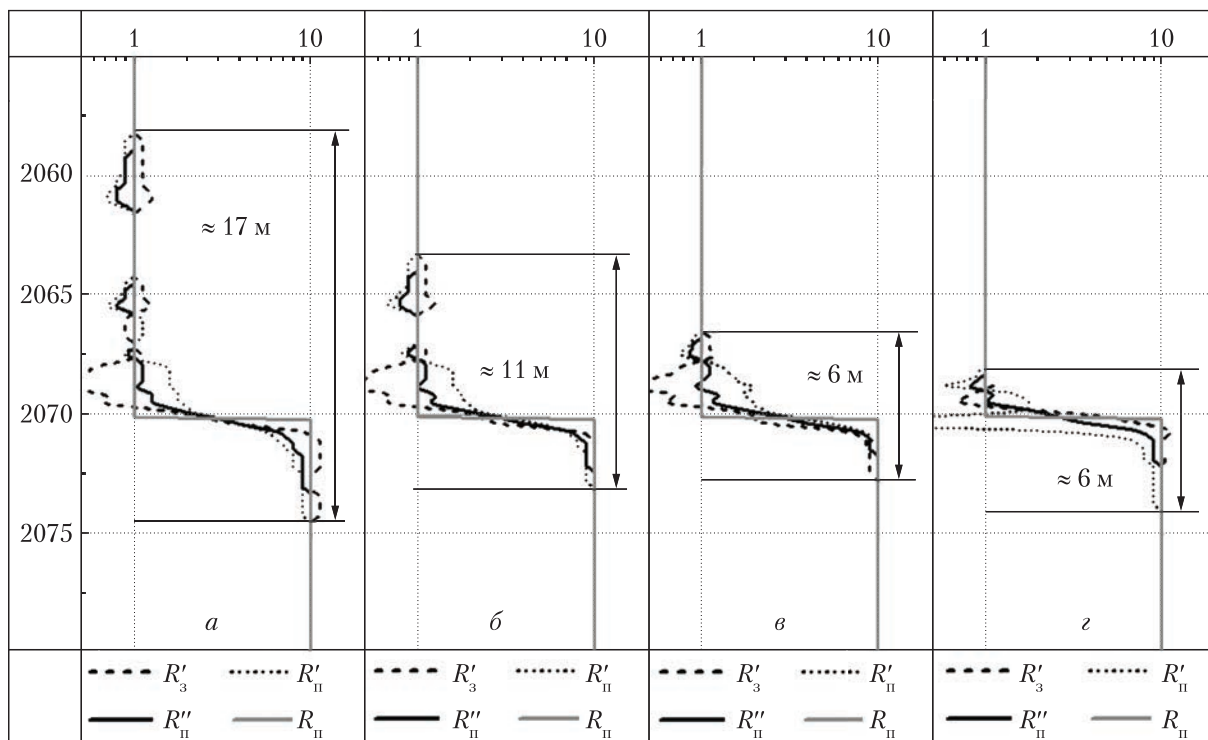 1 10 1 10 1 10 1 10
2060
≈ 17 м
2065
≈ 11 м
≈ 6 м
2070
≈ 6 м
2075
а б в г
R′з R′п R′з R′п R′з R′п R′з R′п
R″п Rп R″п Rп R″п Rп R″п Rп